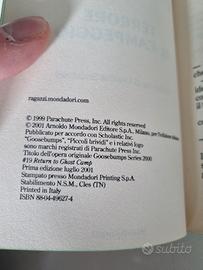 TERRORE
CAMPEGGIO
ragazzi.mondadori.com
© 1999 Parachute Press, Inc. All rights reserved
© 2001 Arnoldo Mondadori Editore S.p.A., Milano, per l'edizione italiana
Pubblicato per accordo con Scholastic Inc.
"Goosebumps", "Piccoli brividi" e i relativi logo
sono marchi registrati di Parachute Press, Inc.
Titolo dell'opera originale Goosebumps Series 2000
#19 Return to Ghost Camp
Prima edizione luglio 2001
Stampato presso Mondadori Printing S.p.A.
Stabilimento N.S.M., Cles (TN)
Printed in Italy
ISBN 88-04-49627-4
subito